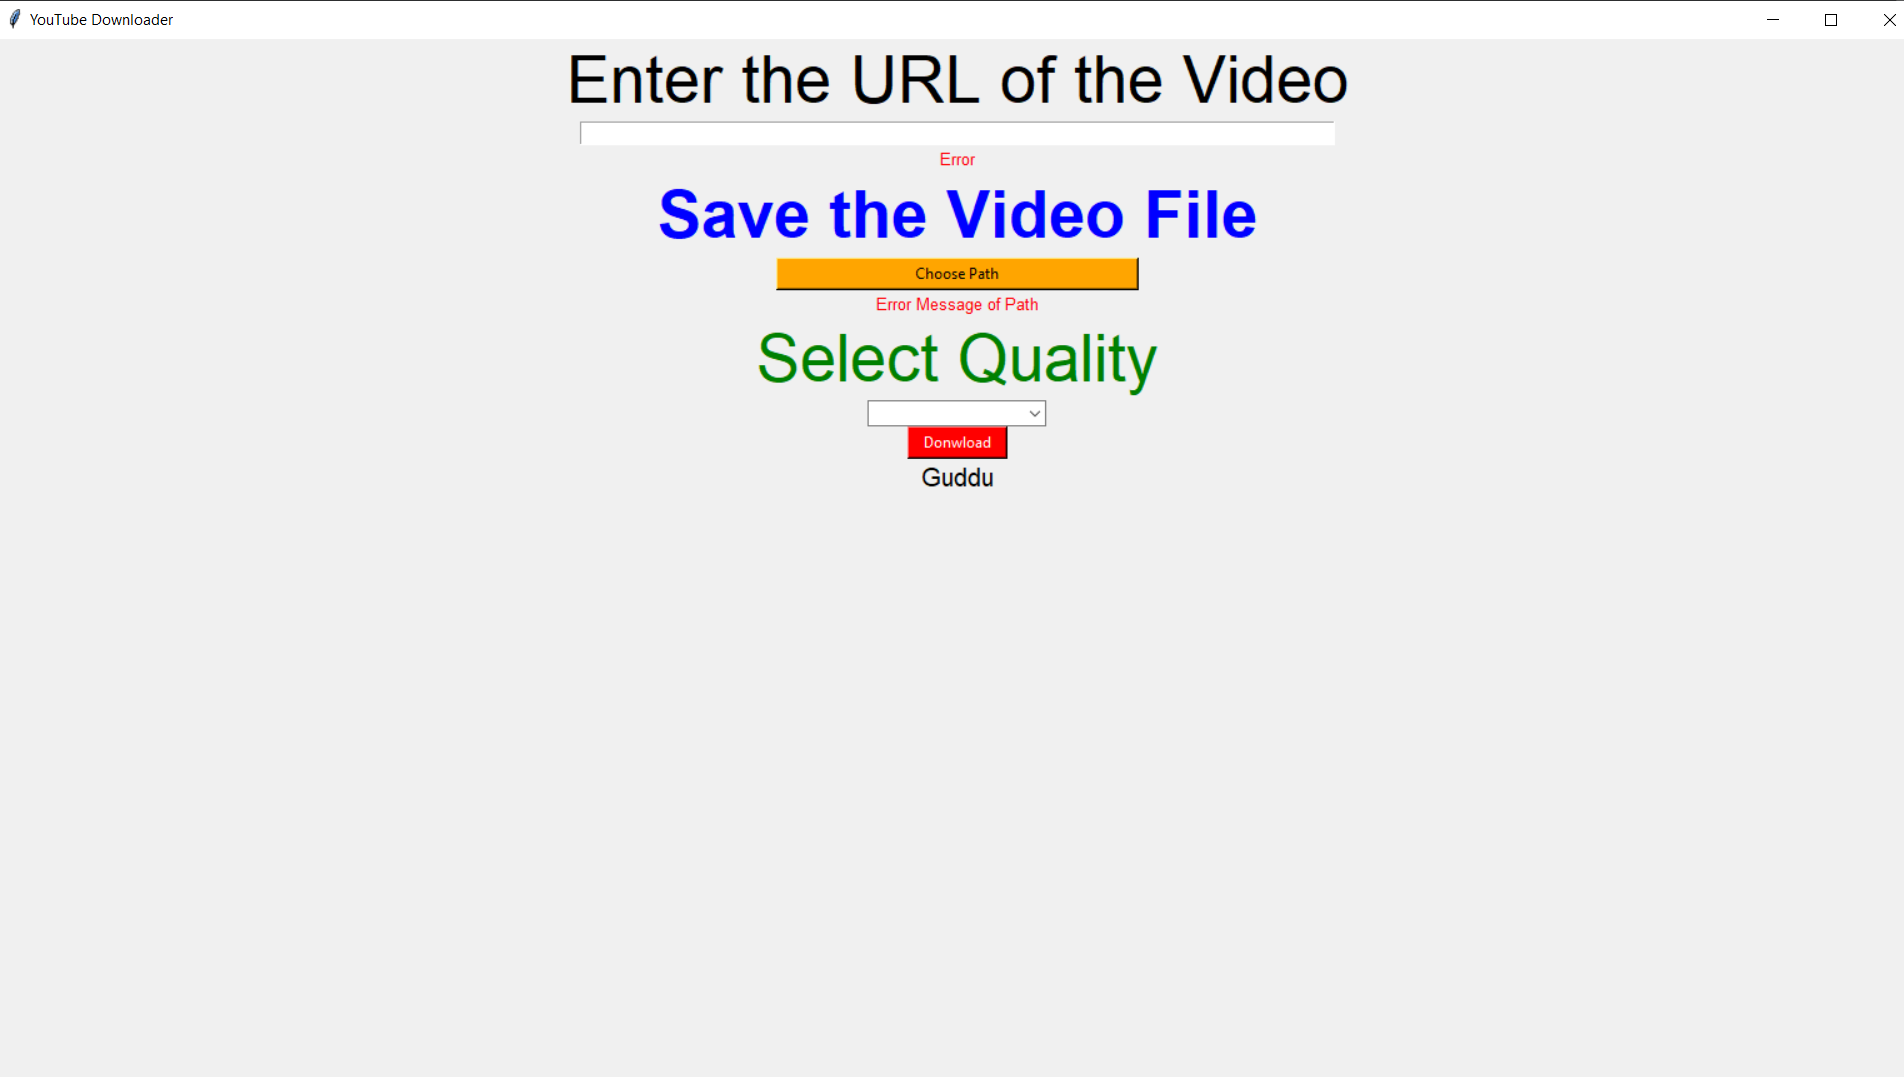 YouTube Downloader
Enter the URL of the Video
Error
Save the Video File
Choose Path
Error Message of Path
Select Quality
Donwload
Guddu